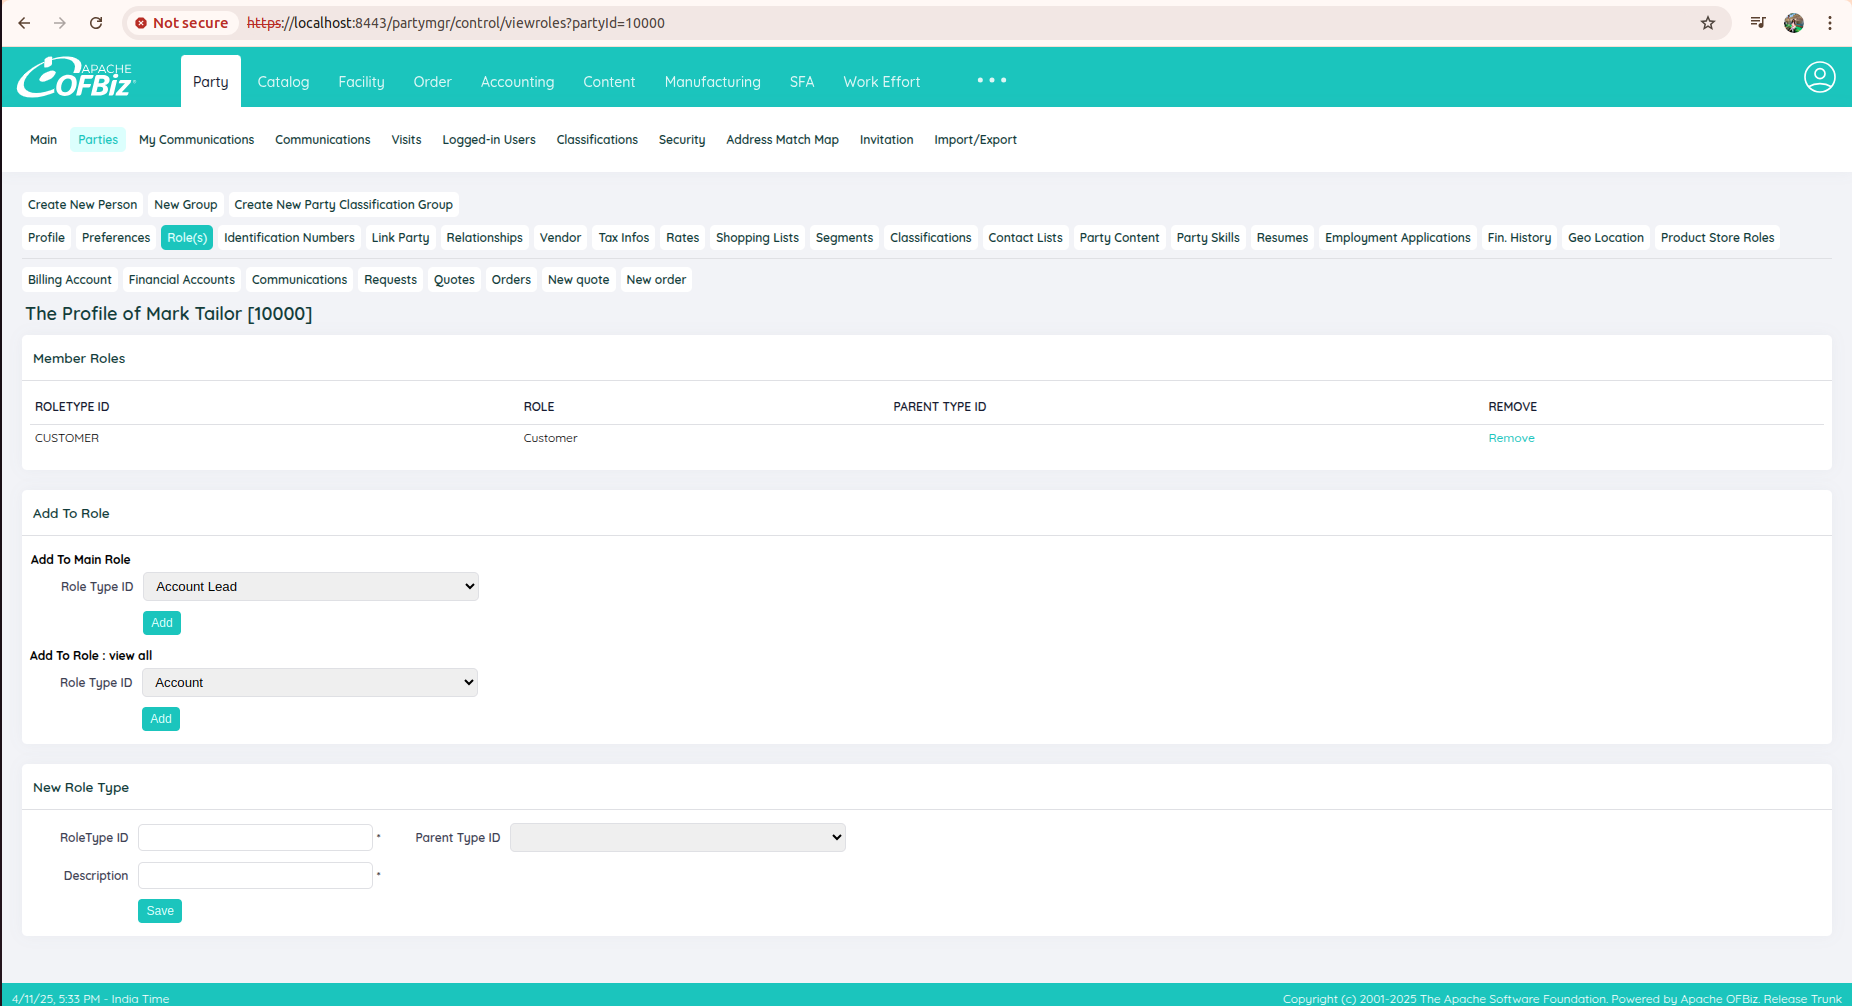 Not secure https://localhost:8443/partymgr/control/viewroles?partyId=10000
APACHE OFBiz
Party Catalog Facility Order Accounting Content Manufacturing SFA Work Effort
Main Parties My Communications Communications Visits Logged-in Users Classifications Security Address Match Map Invitation Import/Export
Create New Person New Group Create New Party Classification Group
Profile Preferences Role(s) Identification Numbers Link Party Relationships Vendor Tax Infos Rates Shopping Lists Segments Classifications Contact Lists Party Content Party Skills Resumes Employment Applications Fin. History Geo Location Product Store Roles
Billing Account Financial Accounts Communications Requests Quotes Orders New quote New order
The Profile of Mark Tailor [10000]
Member Roles
ROLETYPE ID ROLE PARENT TYPE ID REMOVE
CUSTOMER Customer Remove
Add To Role
Add To Main Role
Role Type ID Account Lead
Add
Add To Role : view all
Role Type ID Account
Add
New Role Type
RoleType ID * Parent Type ID
Description *
Save
4/11/25, 5:33 PM - India Time Copyright (c) 2001-2025 The Apache Software Foundation. Powered by Apache OFBiz. Release Trunk